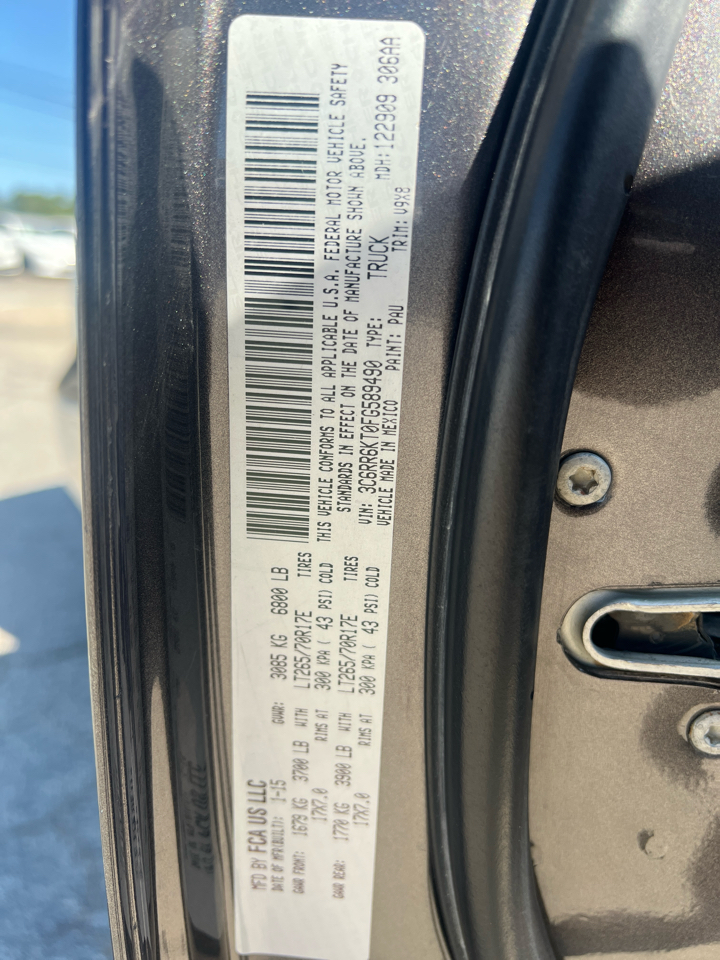 MFD BY FCA US LLC
DATE OF MFR(BUILT): 1-15 GVWR: 3085 KG 6800 LB
GAWR FRONT: 1679 KG 3700 LB WITH LT265/70R17E TIRES
17X7.0 RIMS AT 300 KPA ( 43 PSI) COLD
GAWR REAR: 1770 KG 3900 LB WITH LT265/70R17E TIRES
17X7.0 RIMS AT 300 KPA ( 43 PSI) COLD
THIS VEHICLE CONFORMS TO ALL APPLICABLE U.S.A. FEDERAL MOTOR VEHICLE SAFETY
STANDARDS IN EFFECT ON THE DATE OF MANUFACTURE SHOWN ABOVE.
VIN: 3C6RR6KT0FG589490 TYPE: TRUCK MDH: 122909 306AA
VEHICLE MADE IN MEXICO PAINT: PAU TRIM: V9X8